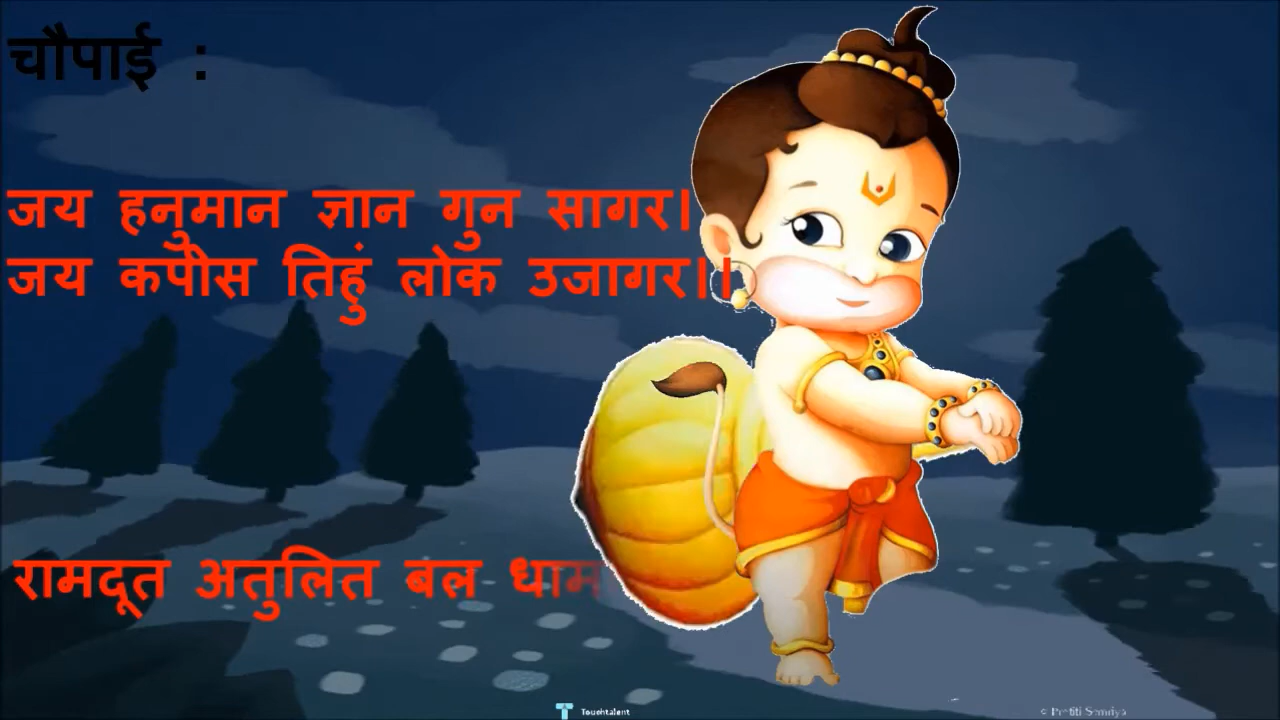 चौपाई :
जय हनुमान ज्ञान गुन सागर।
जय कपीस तिहुं लोक उजागर।।
रामदूत अतुलित बल धाम
Touchtalent